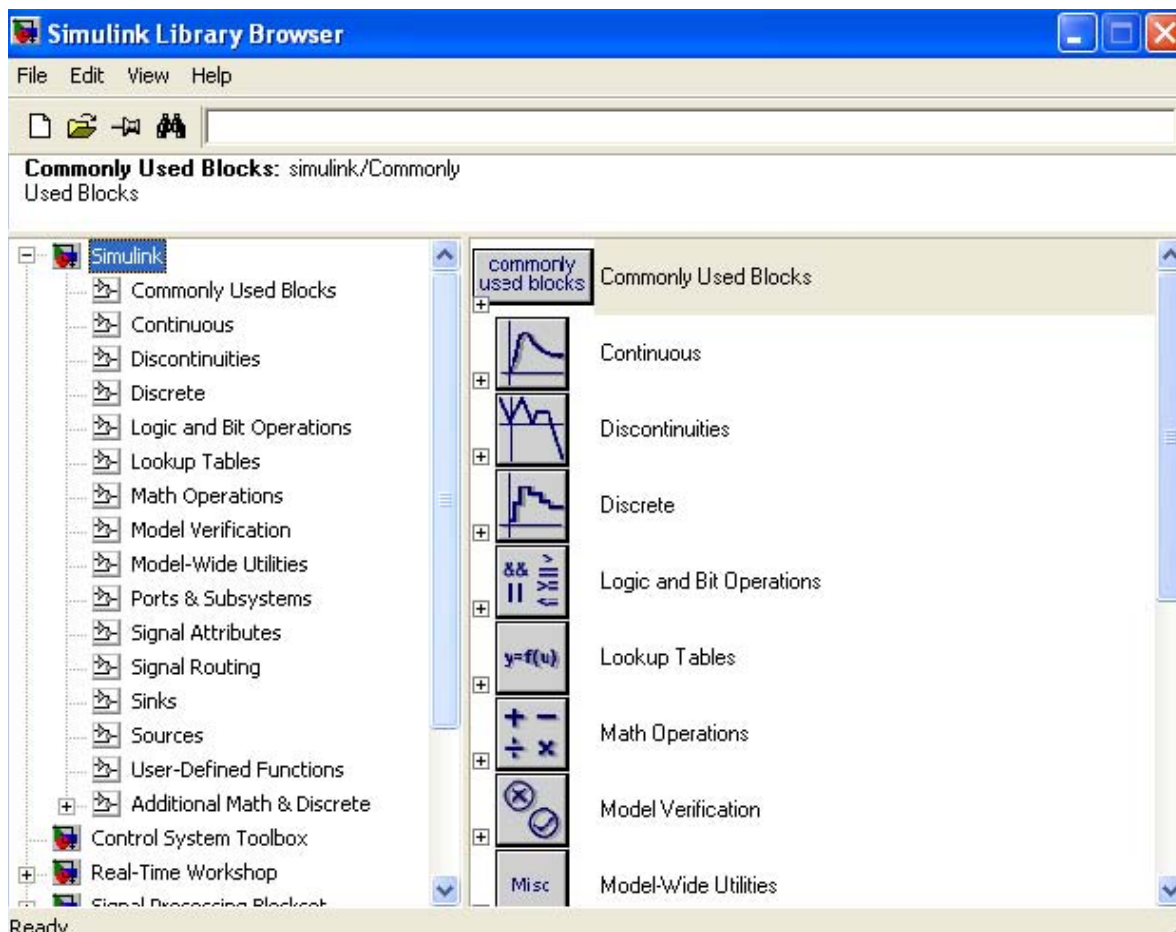 Simulink Library Browser
File Edit View Help
Commonly Used Blocks: simulink/Commonly
Used Blocks
Simulink
Commonly Used Blocks
Continuous
Discontinuities
Discrete
Logic and Bit Operations
Lookup Tables
Math Operations
Model Verification
Model-Wide Utilities
Ports & Subsystems
Signal Attributes
Signal Routing
Sinks
Sources
User-Defined Functions
Additional Math & Discrete
Control System Toolbox
Real-Time Workshop
Signal Processing Blockset
commonly
used blocks
Commonly Used Blocks
Continuous
Discontinuities
Discrete
&& >
== 
|| >=
<=
Logic and Bit Operations
y=f(u)
Lookup Tables
+ −
÷ ×
Math Operations
Model Verification
Misc
Model-Wide Utilities
Ready